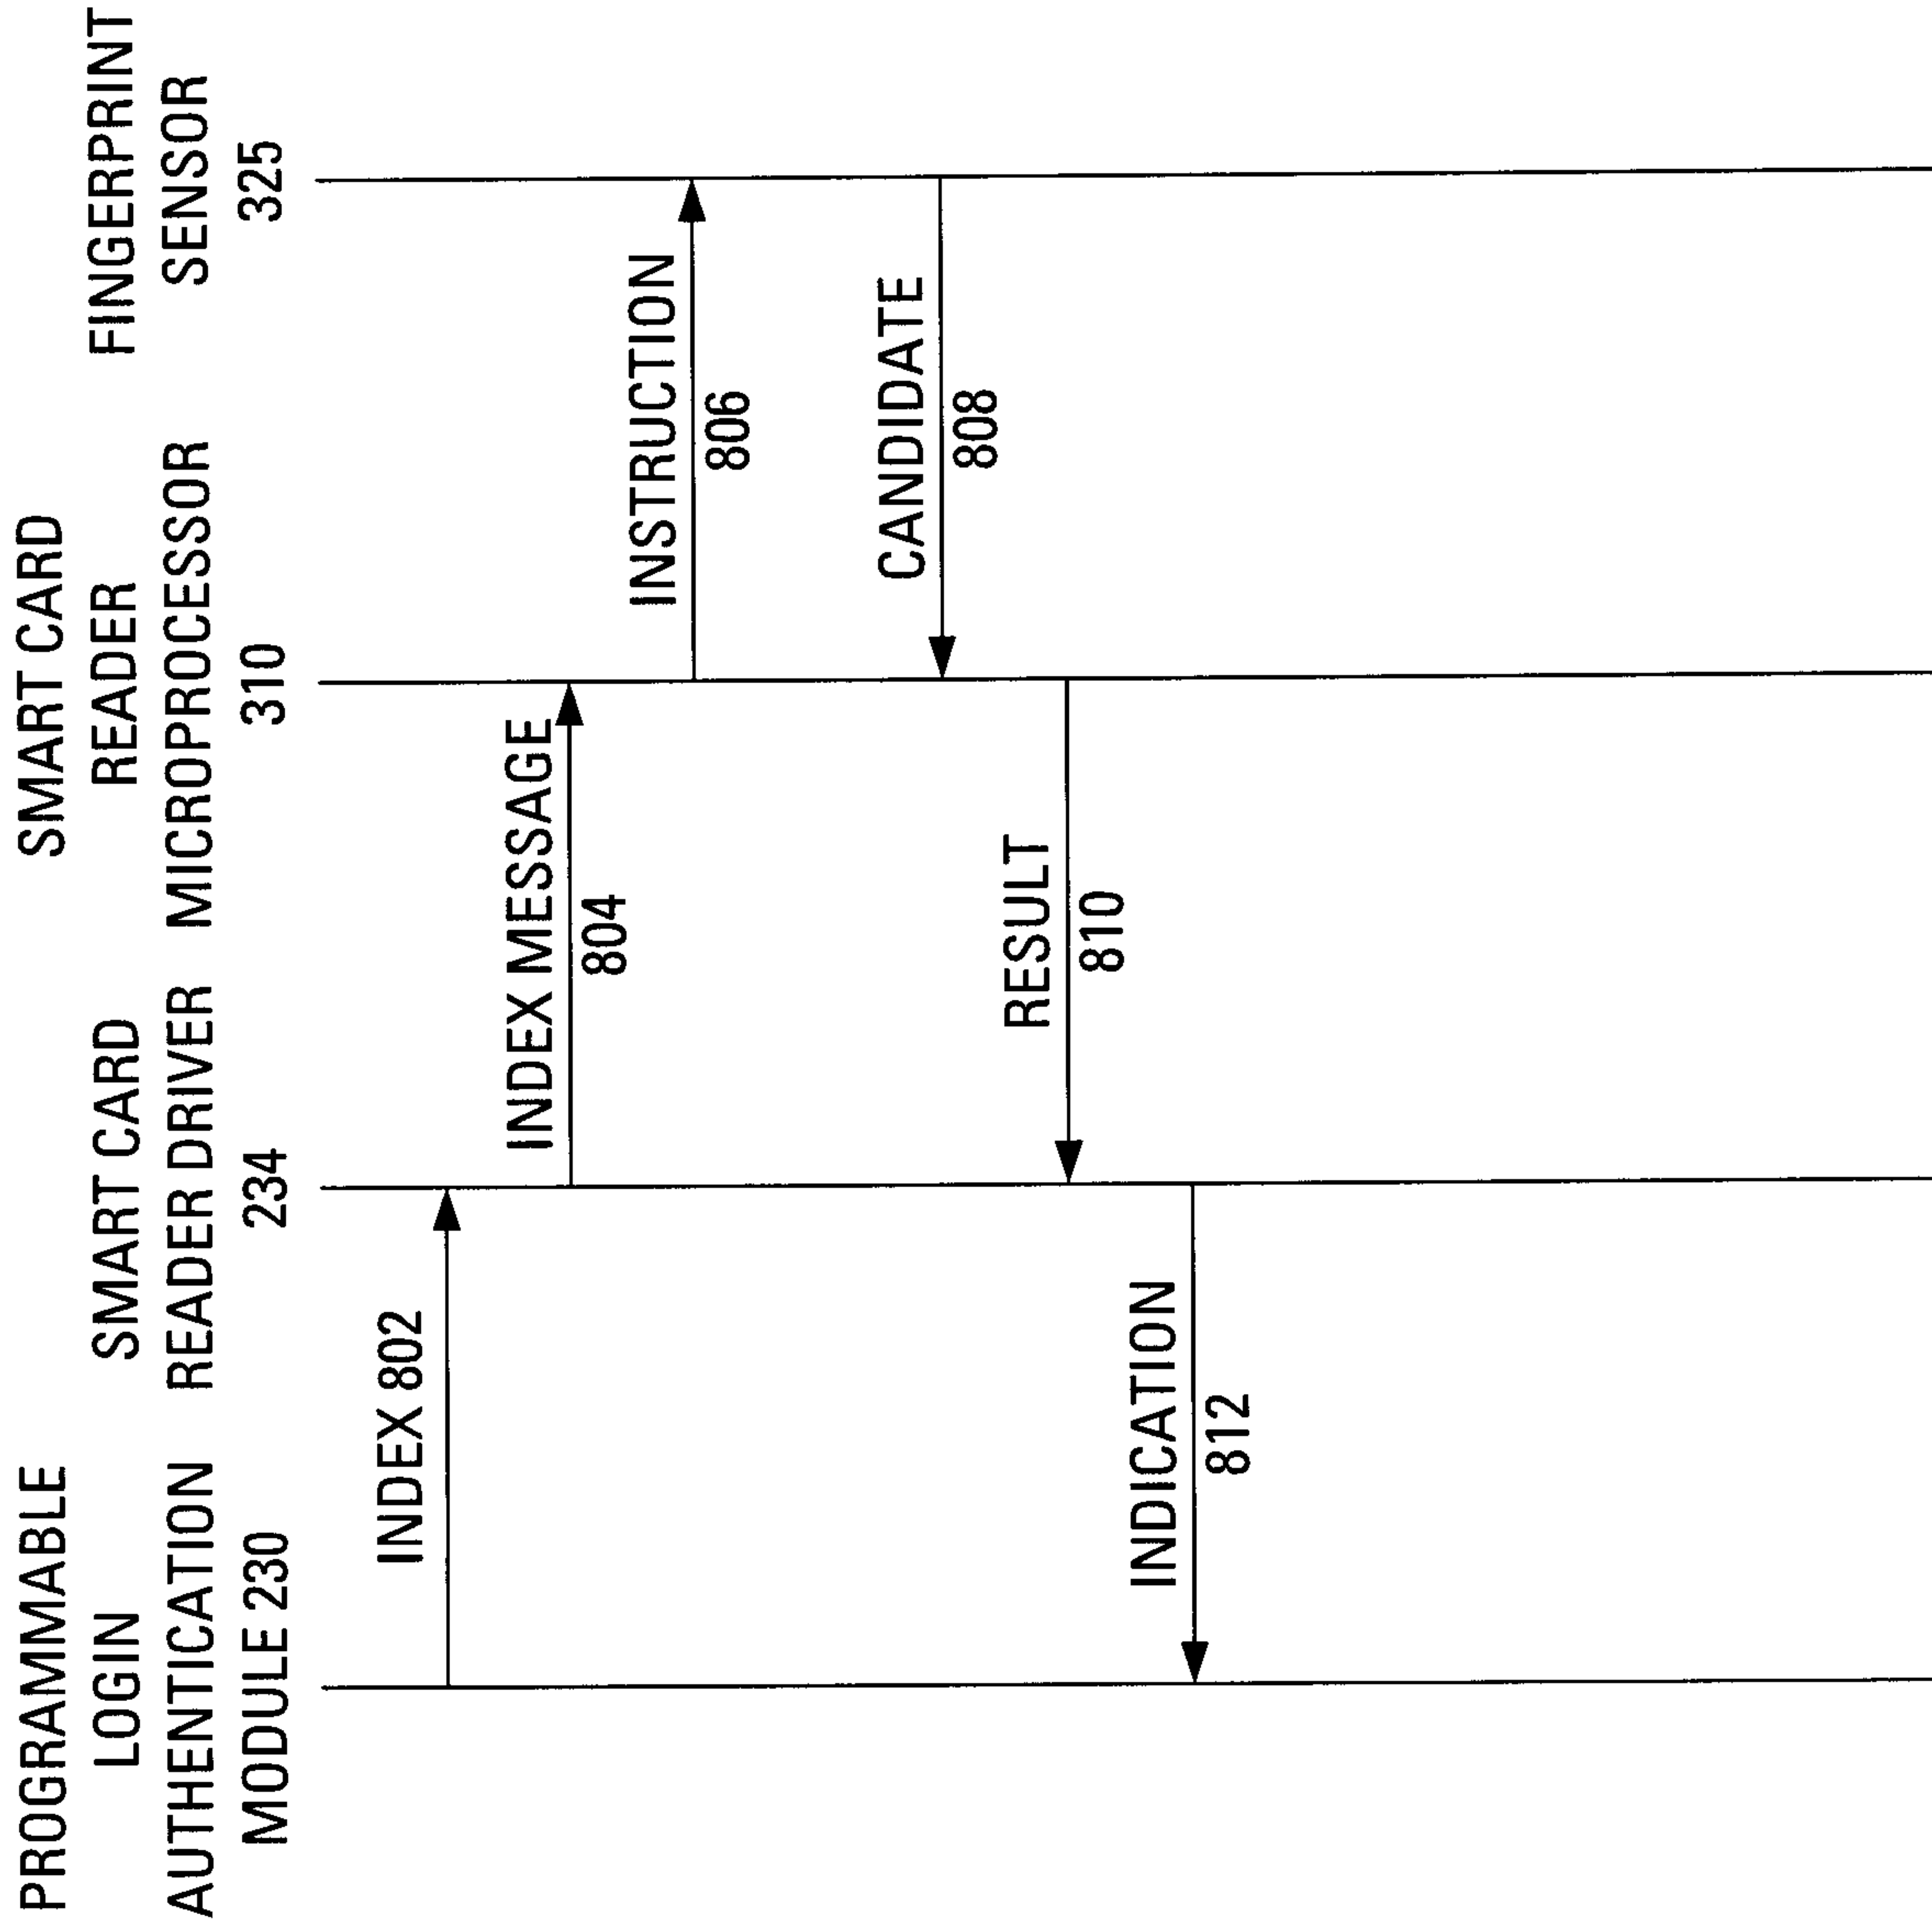 PROGRAMMABLE
LOGIN
AUTHENTICATION
MODULE 230
SMART CARD
READER DRIVER
234
SMART CARD
READER
MICROPROCESSOR
310
FINGERPRINT
SENSOR
325
INDEX 802
INDEX MESSAGE
804
INSTRUCTION
806
CANDIDATE
808
RESULT
810
INDICATION
812